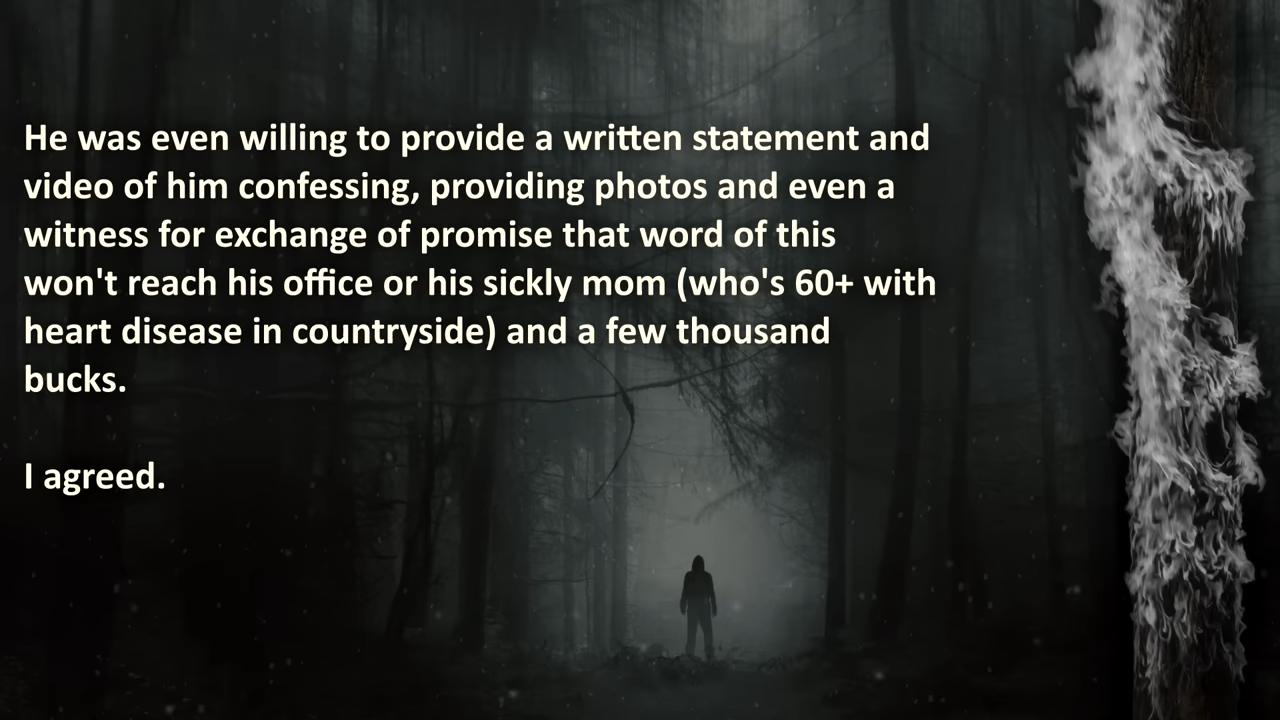 He was even willing to provide a written statement and
video of him confessing, providing photos and even a
witness for exchange of promise that word of this
won't reach his office or his sickly mom (who's 60+ with
heart disease in countryside) and a few thousand
bucks.
I agreed.